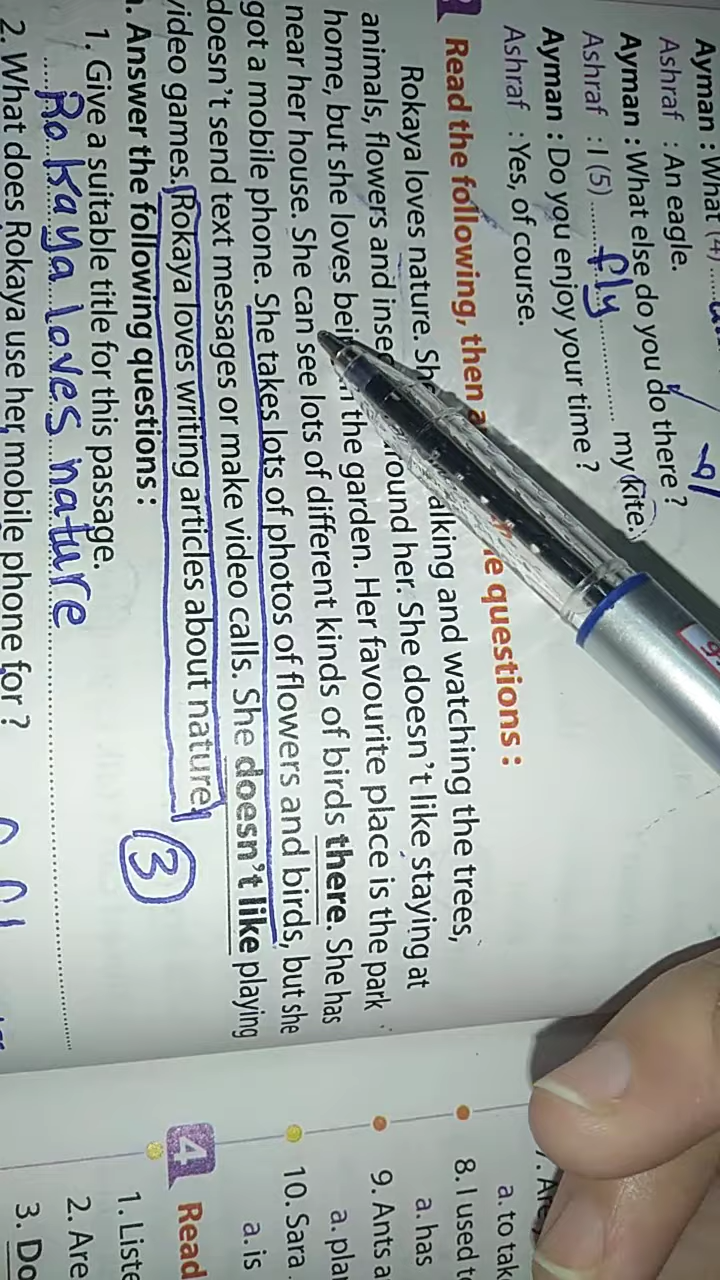 Ayman : What (4) ......
Ashraf : An eagle.
Ayman : What else do you do there ?
Ashraf : I (5) ...... fly ...... my kite.
Ayman : Do you enjoy your time ?
Ashraf : Yes, of course.
Read the following, then questions :
Rokaya loves nature. She walking and watching the trees,
animals, flowers and insects around her. She doesn't like staying at
home, but she loves being in the garden. Her favourite place is the park
near her house. She can see lots of different kinds of birds there. She has
got a mobile phone. She takes lots of photos of flowers and birds, but she
doesn't send text messages or make video calls. She doesn't like playing
video games. Rokaya loves writing articles about nature.
3
Answer the following questions :
1. Give a suitable title for this passage.
Rokaya loves nature
2. What does Rokaya use her mobile phone for ?
a. to
8. I used
a. has
9. Ants
a.
10. Sara
a. is
4 Read
1.
2. Are
3. Do